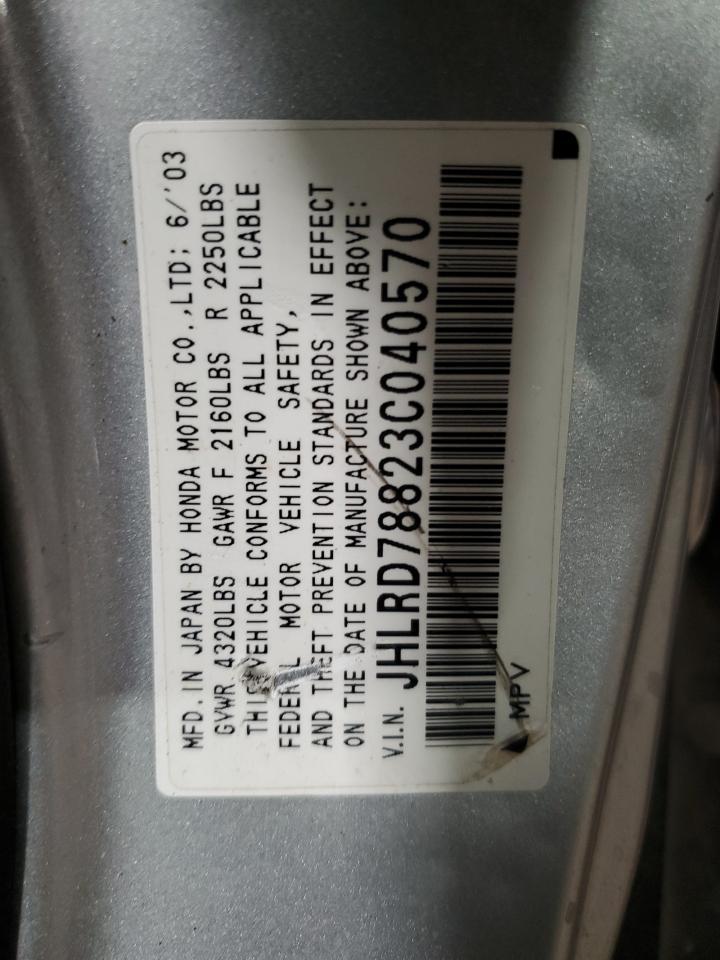 MFD.IN JAPAN BY HONDA MOTOR CO.,LTD; 6/'03
GVWR 4320LBS GAWR F 2160LBS R 2250LBS
THIS VEHICLE CONFORMS TO ALL APPLICABLE
FEDERAL MOTOR VEHICLE SAFETY,
AND THEFT PREVENTION STANDARDS IN EFFECT
ON THE DATE OF MANUFACTURE SHOWN ABOVE:
V.I.N. JHLRD78823C040570
MPV